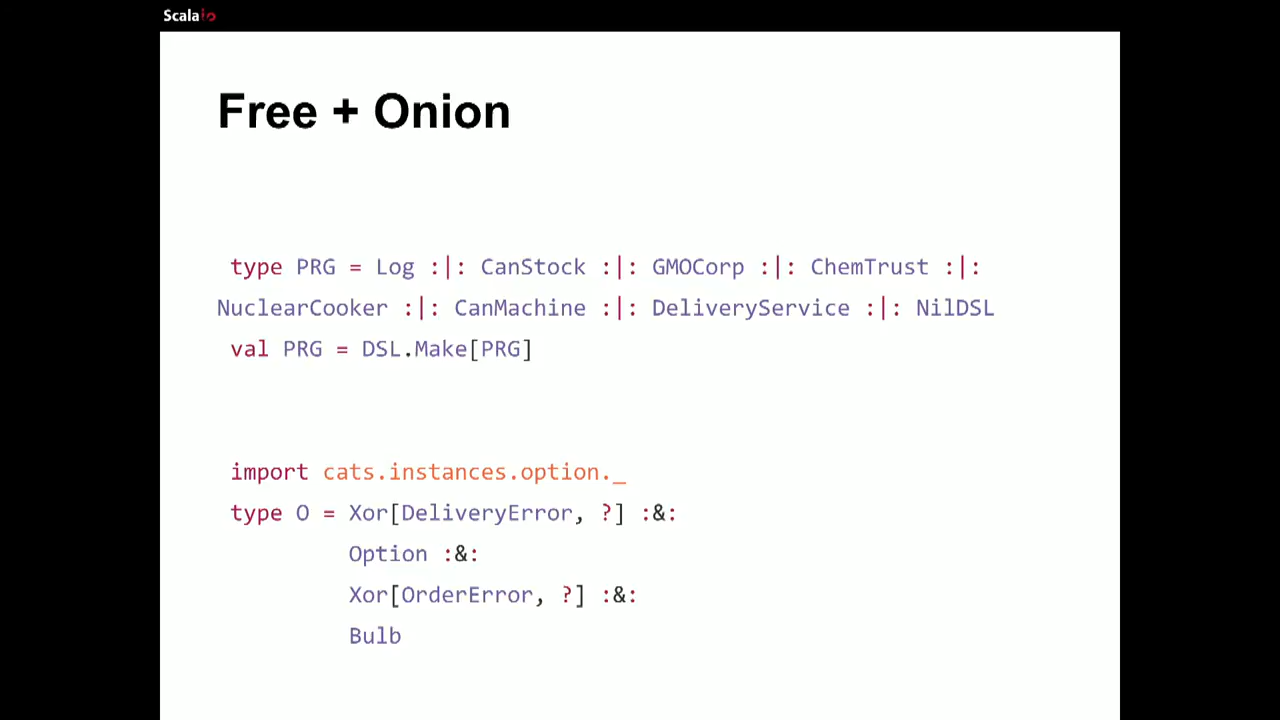 Scalaio
Free + Onion
type PRG = Log :|: CanStock :|: GMOCorp :|: ChemTrust :|:
NuclearCooker :|: CanMachine :|: DeliveryService :|: NilDSL
val PRG = DSL.Make[PRG]
import cats.instances.option._
type O = Xor[DeliveryError, ?] :&:
Option :&:
Xor[OrderError, ?] :&:
Bulb